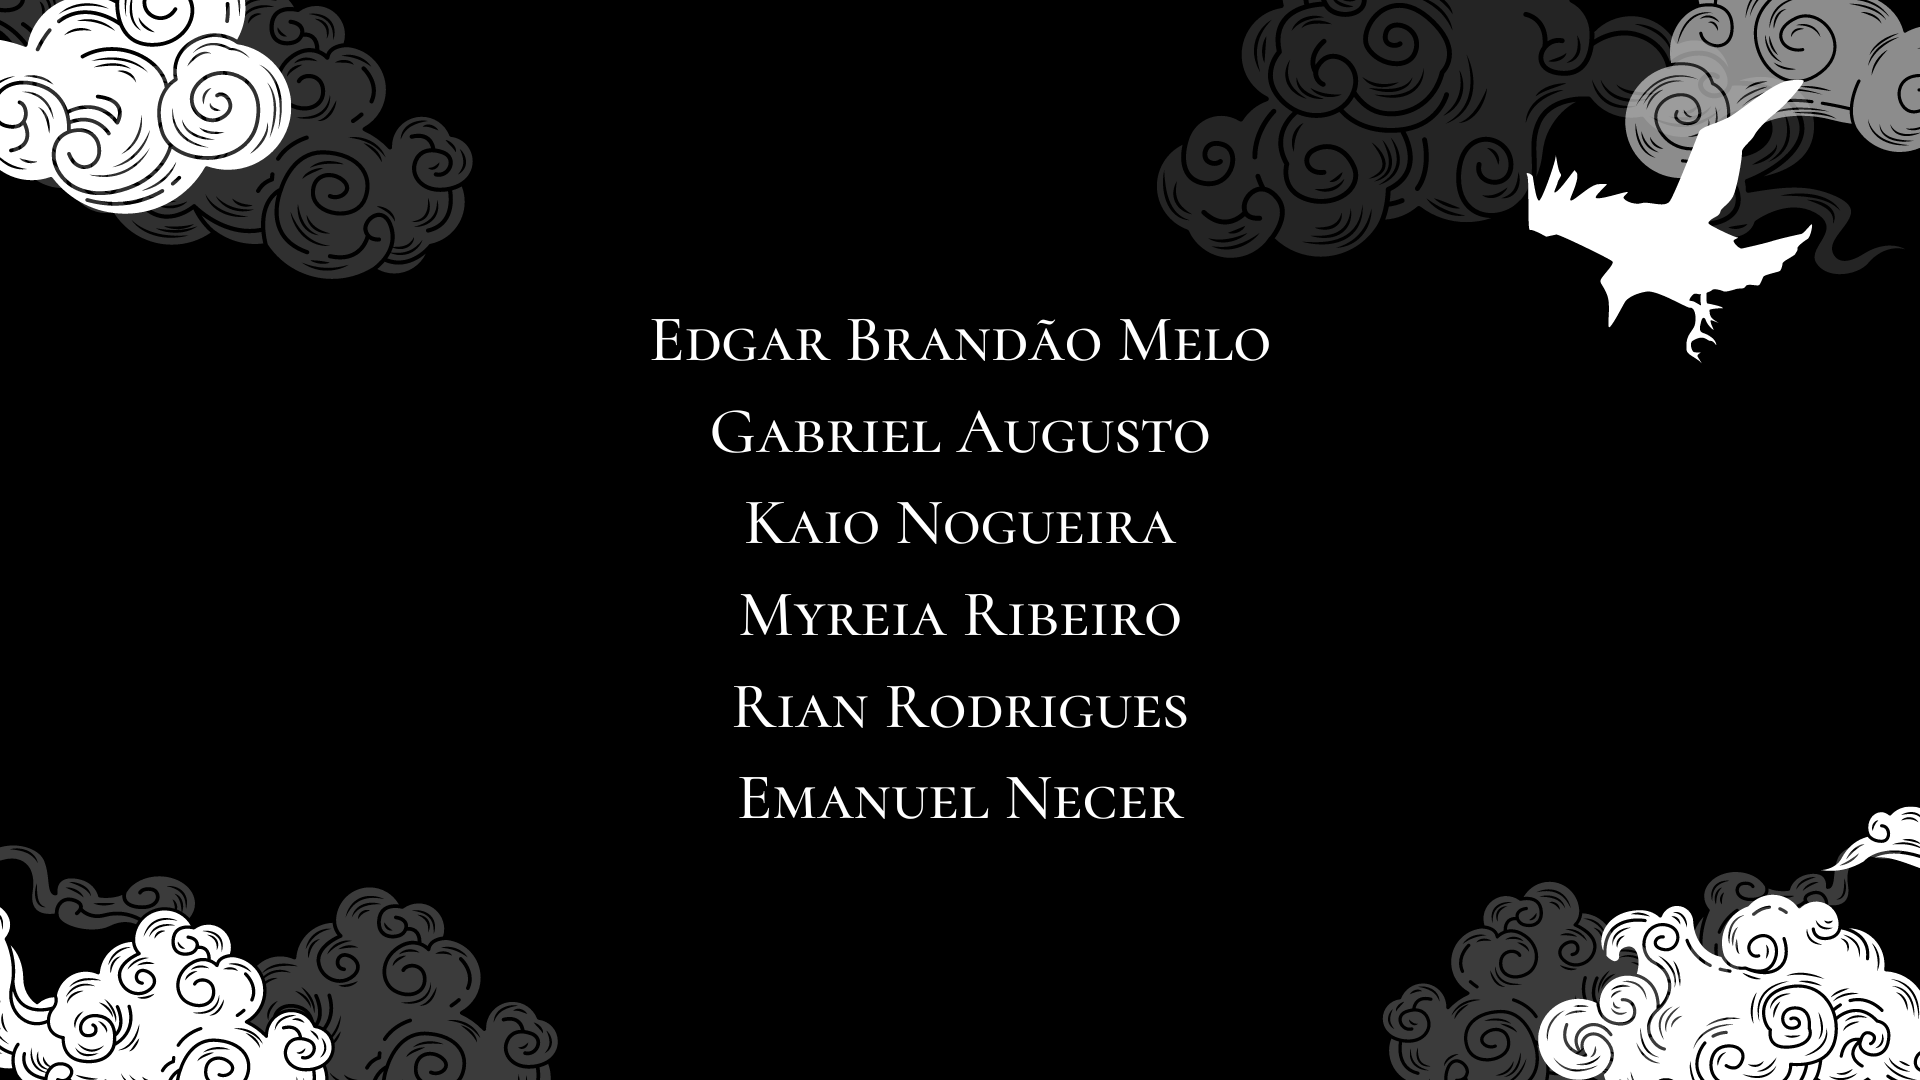 Edgar Brandão Melo
Gabriel Augusto
Kaio Nogueira
Myreia Ribeiro
Rian Rodrigues
Emanuel Necer